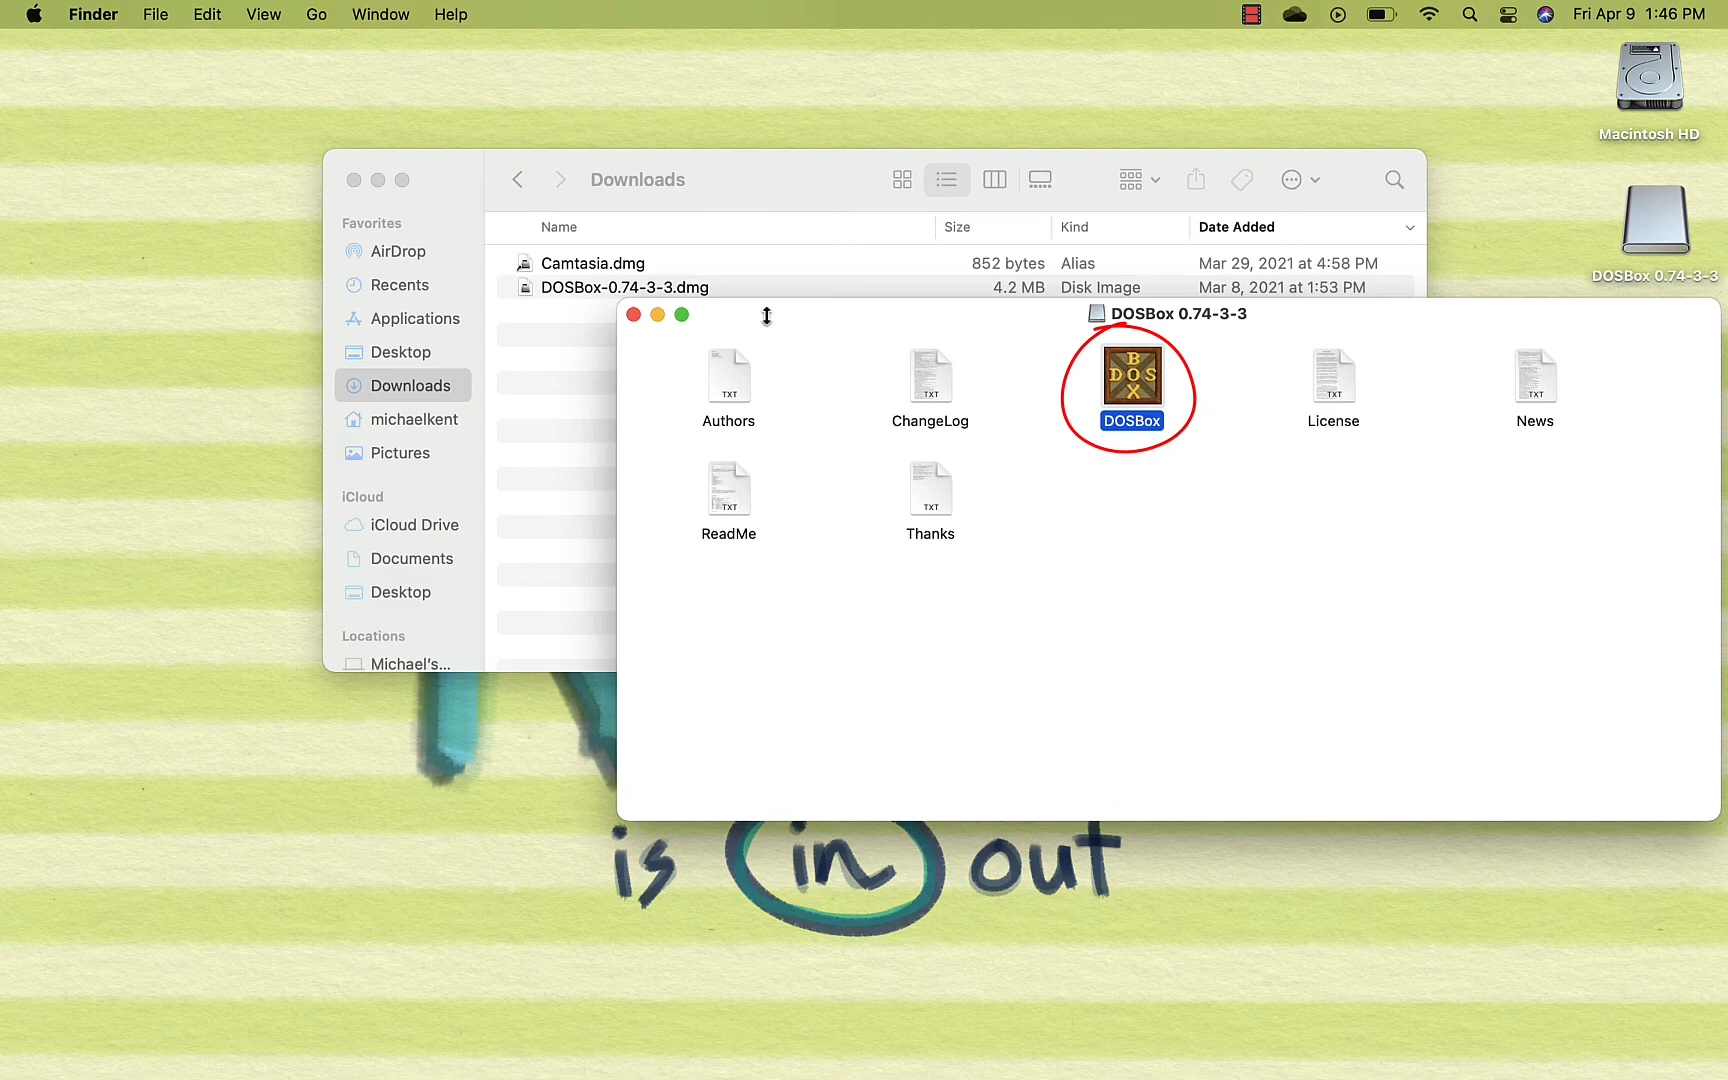 Finder File Edit View Go Window Help Fri Apr 9 1:46 PM
Macintosh HD
DOSBox 0.74-3-3
Downloads
Favorites
AirDrop
Recents
Applications
Desktop
Downloads
michaelkent
Pictures
iCloud
iCloud Drive
Documents
Desktop
Locations
Michael's...
Name Size Kind Date Added
Camtasia.dmg 852 bytes Alias Mar 29, 2021 at 4:58 PM
DOSBox-0.74-3-3.dmg 4.2 MB Disk Image Mar 8, 2021 at 1:53 PM
DOSBox 0.74-3-3
TXT TXT DOS BOX TXT TXT
Authors ChangeLog DOSBox License News
TXT TXT
ReadMe Thanks
is in out